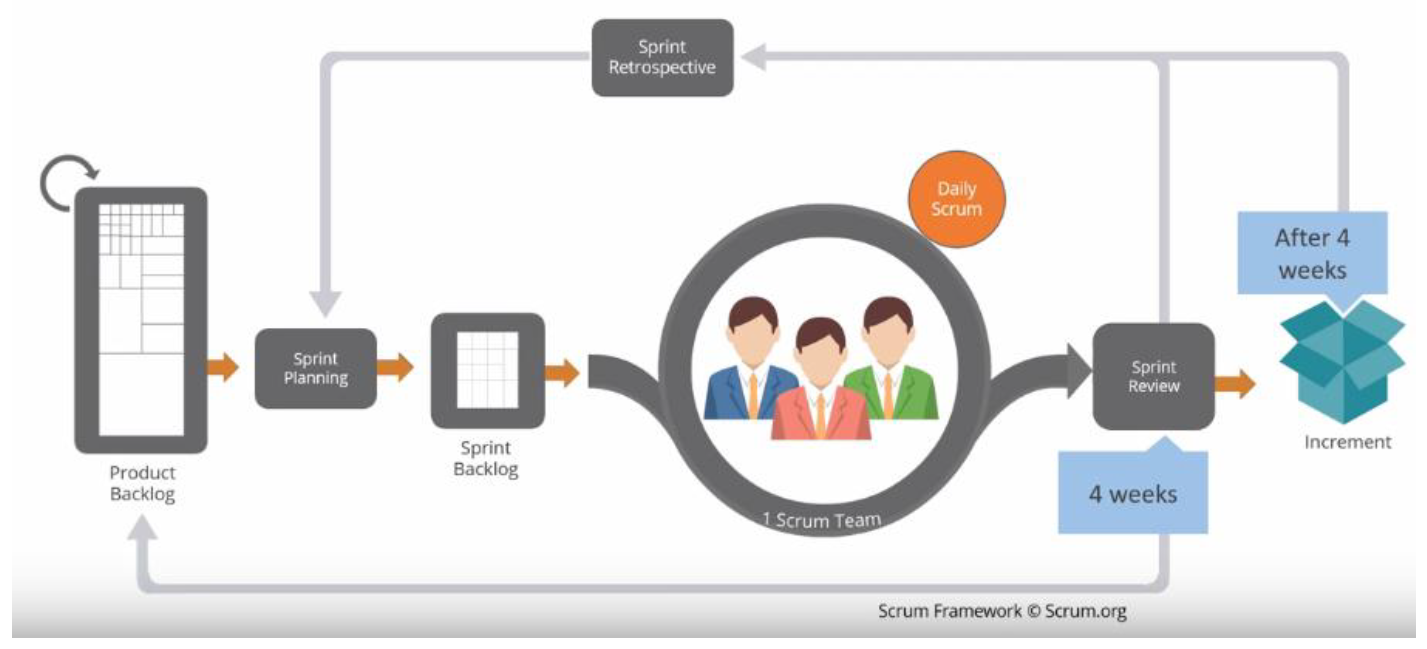 Sprint
Retrospective
Daily
Scrum
After 4
weeks
Sprint
Planning
Sprint
Review
Sprint
Backlog
Increment
Product
Backlog
4 weeks
1 Scrum Team
Scrum Framework © Scrum.org